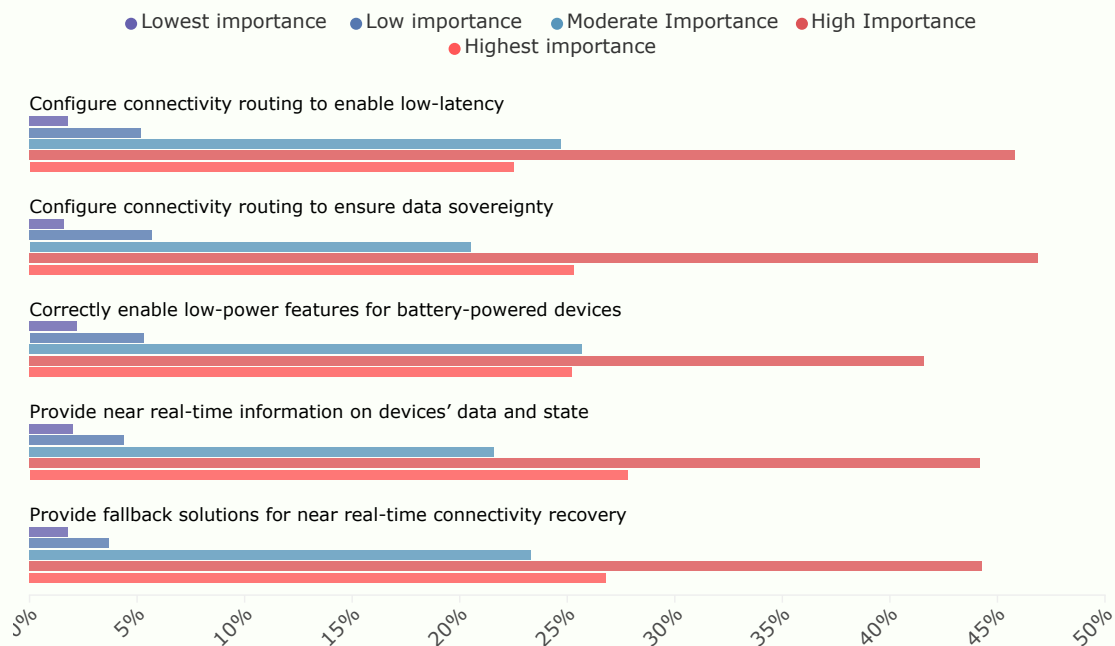 Lowest importance Low importance Moderate Importance High Importance
Highest importance
Configure connectivity routing to enable low-latency
Configure connectivity routing to ensure data sovereignty
Correctly enable low-power features for battery-powered devices
Provide near real-time information on devices’ data and state
Provide fallback solutions for near real-time connectivity recovery
0% 5% 10% 15% 20% 25% 30% 35% 40% 45% 50%